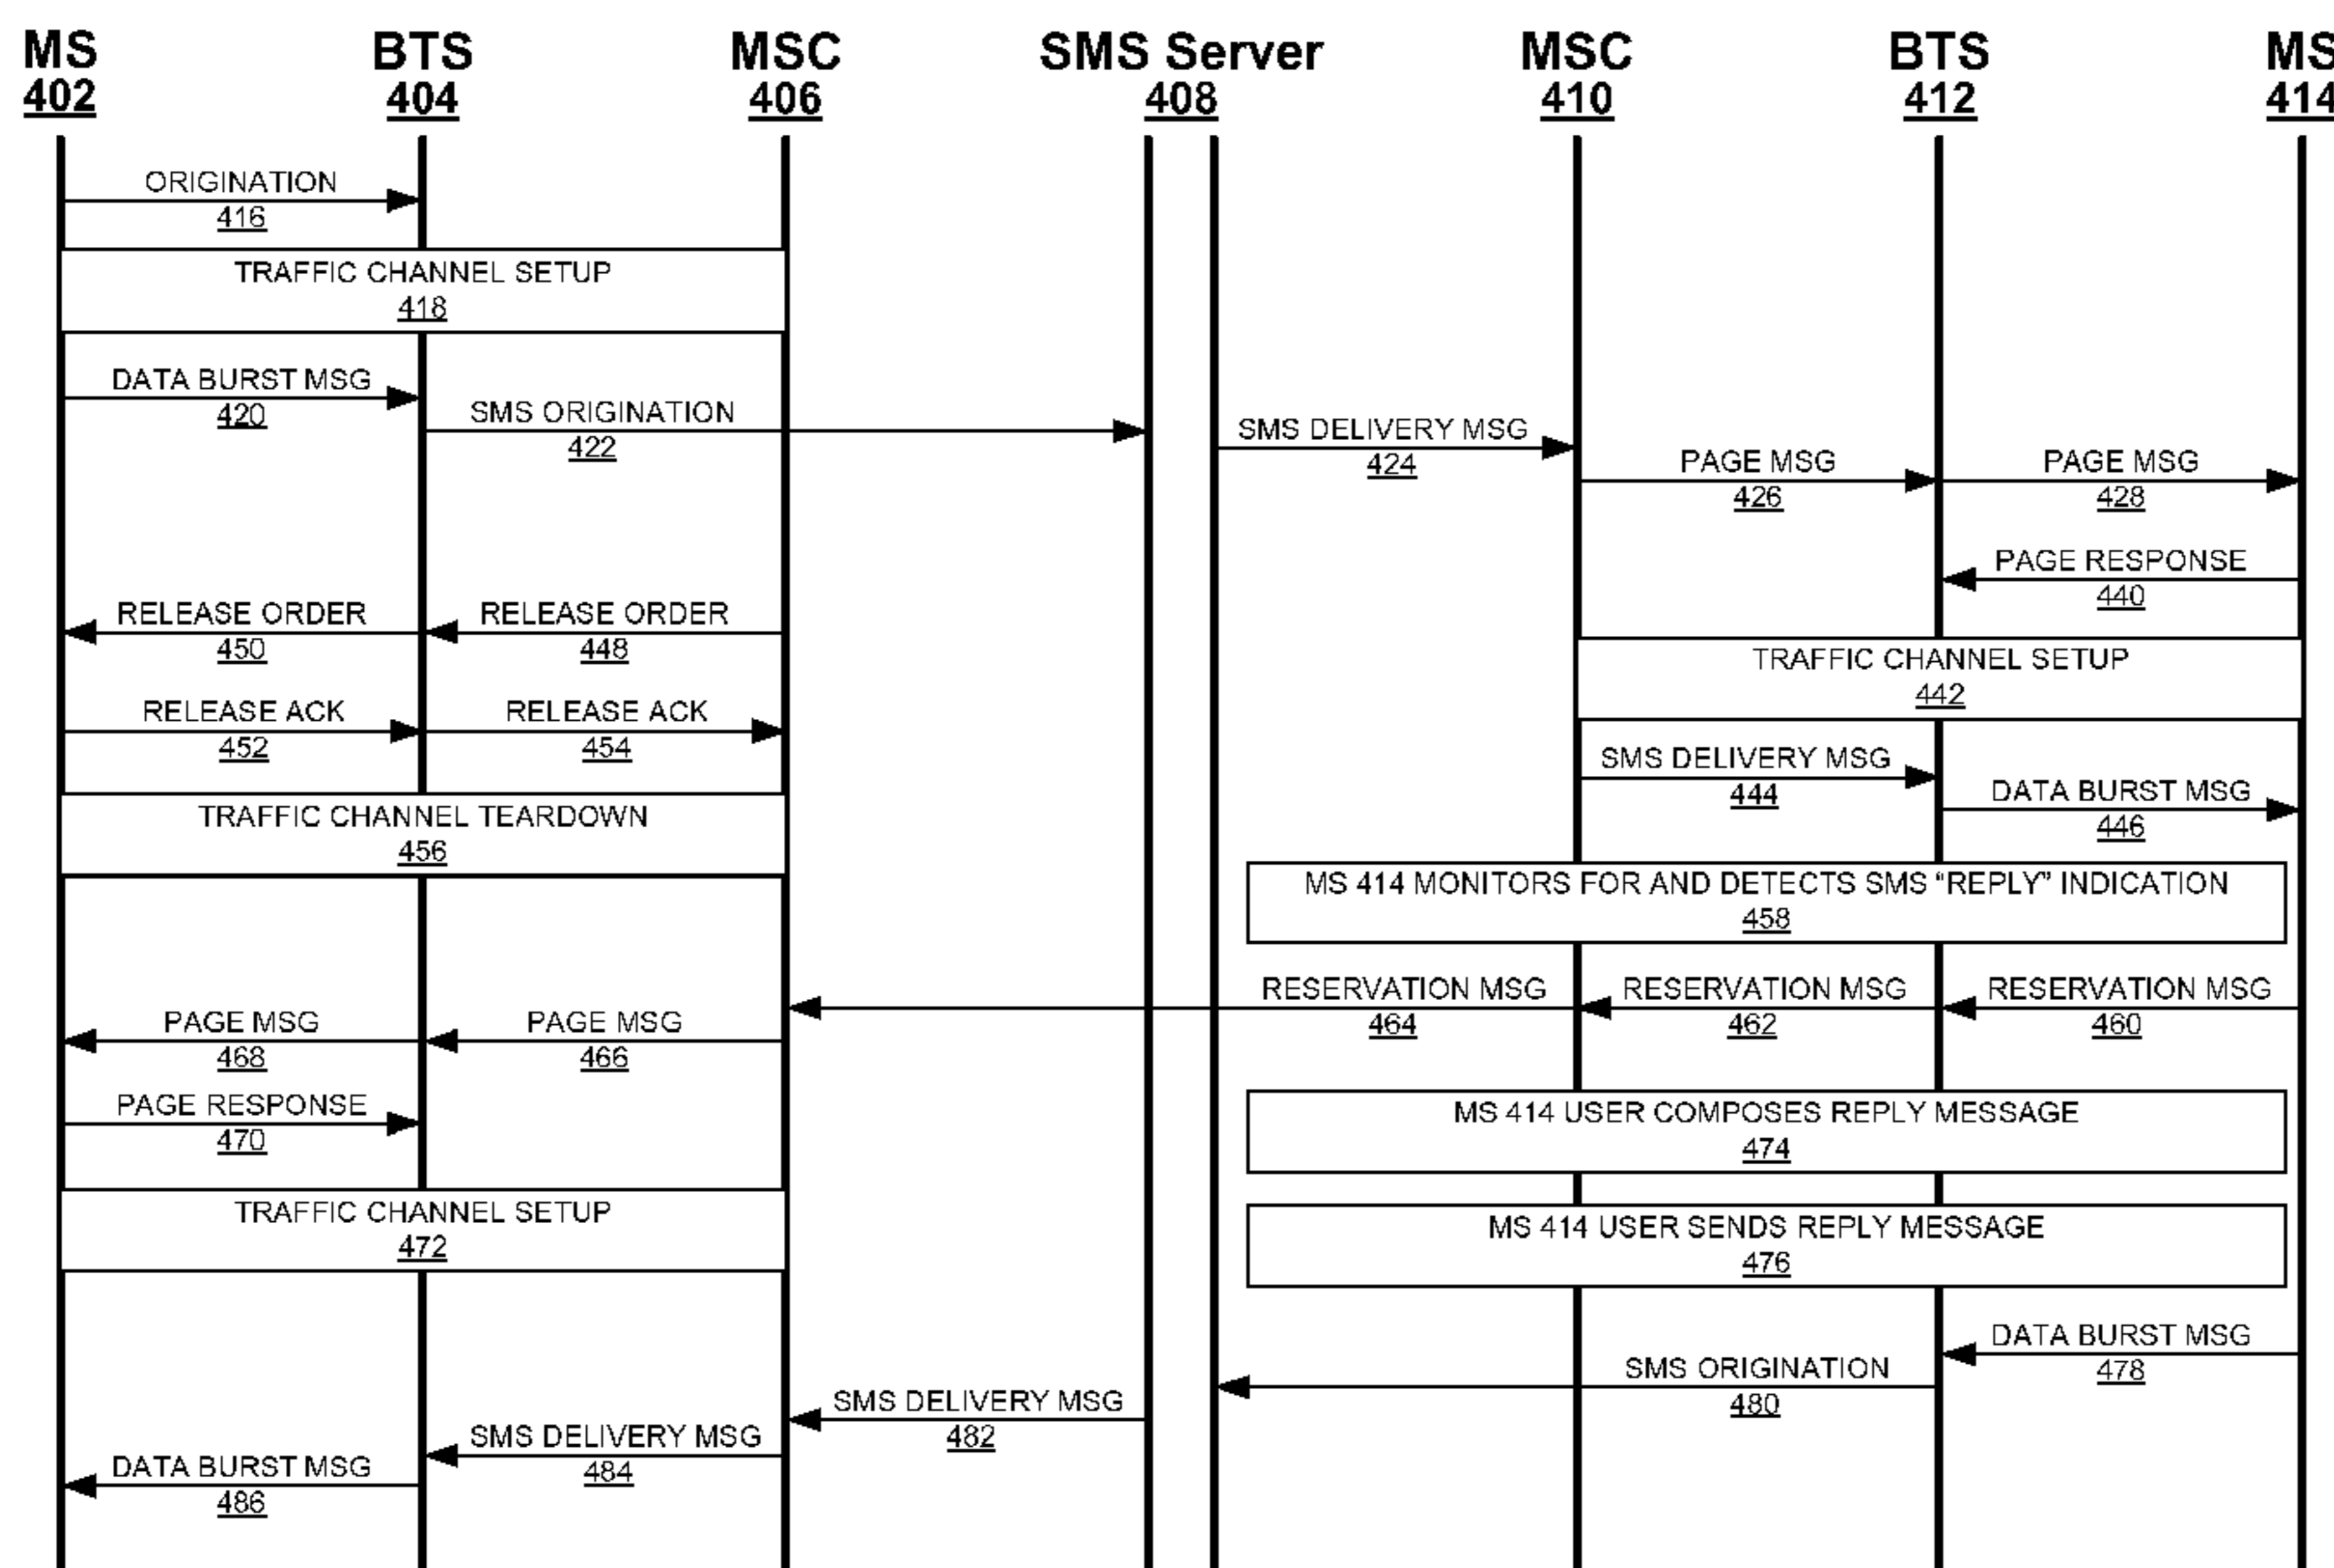 MS
402
BTS
404
MSC
406
SMS Server
408
MSC
410
BTS
412
MS
414
ORIGINATION
416
TRAFFIC CHANNEL SETUP
418
DATA BURST MSG
420
SMS ORIGINATION
422
SMS DELIVERY MSG
424
PAGE MSG
426
PAGE MSG
428
PAGE RESPONSE
440
RELEASE ORDER
450
RELEASE ORDER
448
TRAFFIC CHANNEL SETUP
442
RELEASE ACK
452
RELEASE ACK
454
SMS DELIVERY MSG
444
DATA BURST MSG
446
TRAFFIC CHANNEL TEARDOWN
456
MS 414 MONITORS FOR AND DETECTS SMS “REPLY” INDICATION
458
RESERVATION MSG
464
RESERVATION MSG
462
RESERVATION MSG
460
PAGE MSG
468
PAGE MSG
466
PAGE RESPONSE
470
MS 414 USER COMPOSES REPLY MESSAGE
474
TRAFFIC CHANNEL SETUP
472
MS 414 USER SENDS REPLY MESSAGE
476
DATA BURST MSG
478
SMS ORIGINATION
480
SMS DELIVERY MSG
482
SMS DELIVERY MSG
484
DATA BURST MSG
486